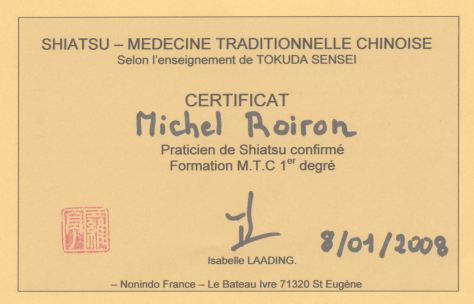 SHIATSU – MEDECINE TRADITIONNELLE CHINOISE
Selon l'enseignement de TOKUDA SENSEI
CERTIFICAT
Michel Roiron
Praticien de Shiatsu confirmé
Formation M.T.C 1er degré
Isabelle LAADING.
8/01/2008
– Nonindo France – Le Bateau Ivre 71320 St Eugène